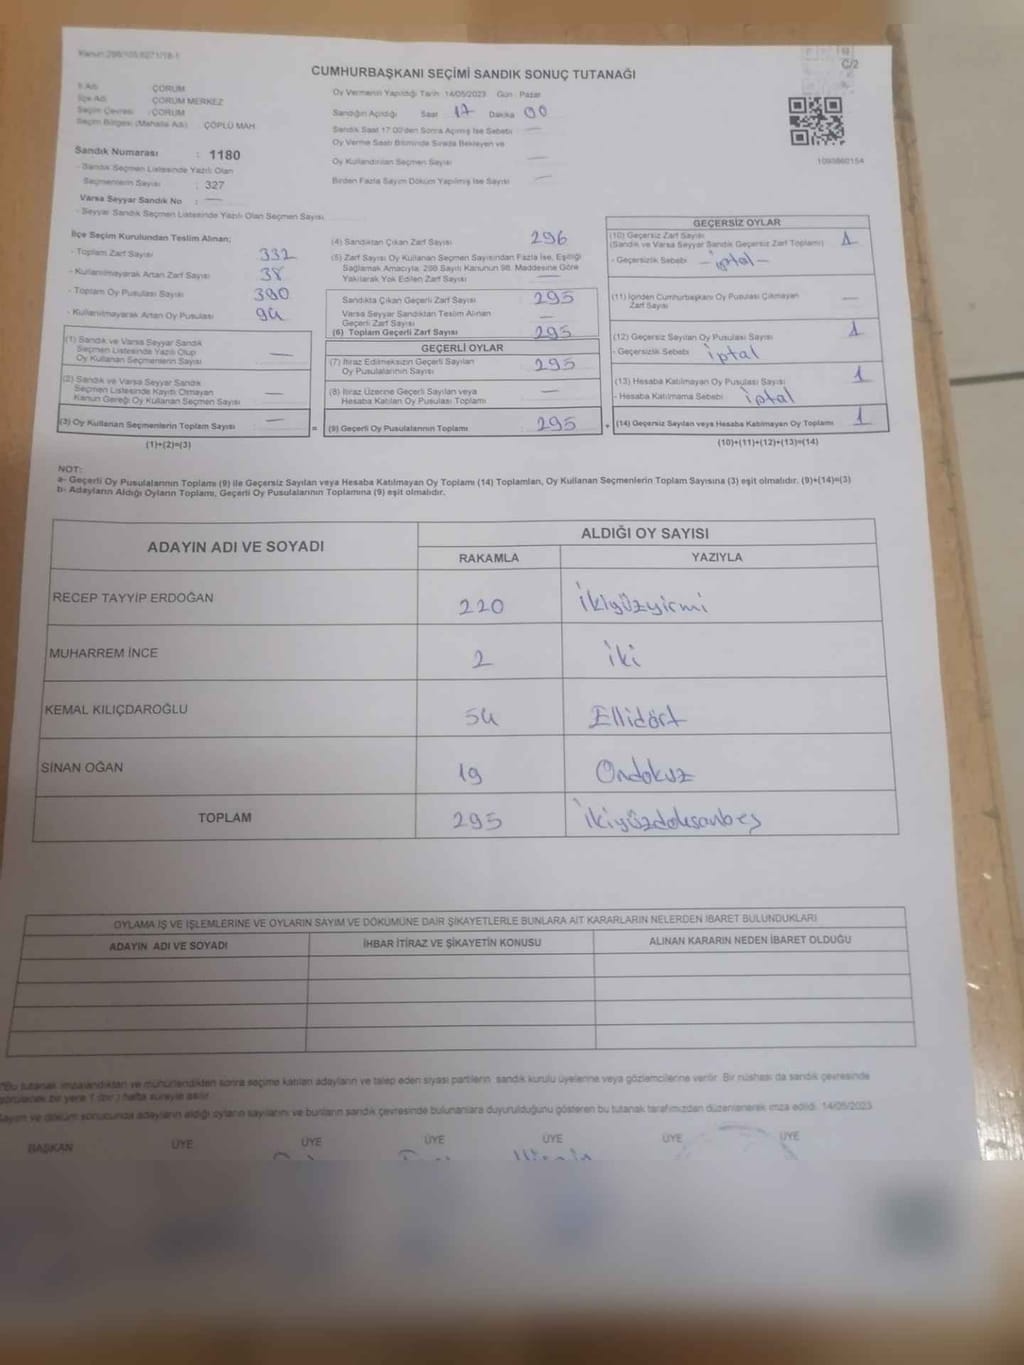 Kanun:298/105,6271/18-1
C/2
CUMHURBAŞKANI SEÇİMİ SANDIK SONUÇ TUTANAĞI
İl Adı : ÇORUM
İlçe Adı : ÇORUM MERKEZ
Seçim Çevresi : ÇORUM
Seçim Bölgesi (Mahalle Adı) : ÇÖPLÜ MAH.
Sandık Numarası : 1180
- Sandık Seçmen Listesinde Yazılı Olan
Seçmenlerin Sayısı : 327
Varsa Seyyar Sandık No : —
- Seyyar Sandık Seçmen Listesinde Yazılı Olan Seçmen Sayısı
Oy Vermenin Yapıldığı Tarih: 14/05/2023 Gün: Pazar
Sandığın Açıldığı Saat 17 Dakika 00
Sandık Saat 17:00'den Sonra Açılmış İse Sebebi —
Oy Verme Saati Bitiminde Sırada Bekleyen ve
Oy Kullandırılan Seçmen Sayısı —
Birden Fazla Sayım Döküm Yapılmış İse Sayısı —
1093860154
İlçe Seçim Kurulundan Teslim Alınan;
- Toplam Zarf Sayısı 332
- Kullanılmayarak Artan Zarf Sayısı 38
- Toplam Oy Pusulası Sayısı 390
- Kullanılmayarak Artan Oy Pusulası 94
(1) Sandık ve Varsa Seyyar Sandık
Seçmen Listesinde Yazılı Olup
Oy Kullanan Seçmenlerin Sayısı —
(2) Sandık ve Varsa Seyyar Sandık
Seçmen Listesinde Kayıtlı Olmayan
Kanun Gereği Oy Kullanan Seçmen Sayısı —
(3) Oy Kullanan Seçmenlerin Toplam Sayısı —
(1)+(2)=(3)
(4) Sandıktan Çıkan Zarf Sayısı 296
(5) Zarf Sayısı Oy Kullanan Seçmen Sayısından Fazla İse, Eşitliği
Sağlamak Amacıyla; 298 Sayılı Kanunun 98. Maddesine Göre
Yakılarak Yok Edilen Zarf Sayısı
Sandıkta Çıkan Geçerli Zarf Sayısı 295
Varsa Seyyar Sandıktan Teslim Alınan
Geçerli Zarf Sayısı —
(6) Toplam Geçerli Zarf Sayısı 295
GEÇERLİ OYLAR
(7) İtiraz Edilmeksizin Geçerli Sayılan
Oy Pusulasının Sayısı 295
(8) İtiraz Üzerine Geçerli Sayılan veya
Hesaba Katılan Oy Pusulası Toplamı —
= (9) Geçerli Oy Pusulalarının Toplamı 295 +
GEÇERSİZ OYLAR
(10) Geçersiz Zarf Sayısı
(Sandık ve Varsa Seyyar Sandık Geçersiz Zarf Toplamı) 1
- Geçersizlik Sebebi —iptal—
(11) İçinden Cumhurbaşkanı Oy Pusulası Çıkmayan
Zarf Sayısı —
(12) Geçersiz Sayılan Oy Pusulası Sayısı 1
- Geçersizlik Sebebi iptal
(13) Hesaba Katılmayan Oy Pusulası Sayısı 1
- Hesaba Katılmama Sebebi iptal
(14) Geçersiz Sayılan veya Hesaba Katılmayan Oy Toplamı 1
(10)+(11)+(12)+(13)=(14)
NOT:
a- Geçerli Oy Pusulalarının Toplamı (9) ile Geçersiz Sayılan veya Hesaba Katılmayan Oy Toplamı (14) Toplamları, Oy Kullanan Seçmenlerin Toplam Sayısına (3) eşit olmalıdır. (9)+(14)=(3)
b- Adayların Aldığı Oyların Toplamı, Geçerli Oy Pusulalarının Toplamına (9) eşit olmalıdır.
ADAYIN ADI VE SOYADI
ALDIĞI OY SAYISI
RAKAMLA YAZIYLA
RECEP TAYYİP ERDOĞAN 220 ikiyüzyirmi
MUHARREM İNCE 2 iki
KEMAL KILIÇDAROĞLU 54 Ellidört
SİNAN OĞAN 19 Ondokuz
TOPLAM 295 ikiyüzdoksanbeş
OYLAMA İŞ VE İŞLEMLERİNE VE OYLARIN SAYIM VE DÖKÜMÜNE DAİR ŞİKAYETLERLE BUNLARA AİT KARARLARIN NELERDEN İBARET BULUNDUKLARI
ADAYIN ADI VE SOYADI İHBAR İTİRAZ VE ŞİKAYETİN KONUSU ALINAN KARARIN NEDEN İBARET OLDUĞU
*Bu tutanak imzalandıktan ve mühürlendikten sonra seçime katılan adayların ve talep eden siyasi partilerin sandık kurulu üyelerine veya gözlemcilerine verilir. Bir nüshası da sandık çevresinde
görülecek bir yere 1 (bir) hafta süreyle asılır.
Sayım ve döküm sonucunda adayların aldığı oyların sayılarını ve bunların sandık çevresinde bulunanlara duyurulduğunu gösteren bu tutanak tarafımızdan düzenlenerek imza edildi. 14/05/2023
BAŞKAN ÜYE ÜYE ÜYE ÜYE ÜYE ÜYE